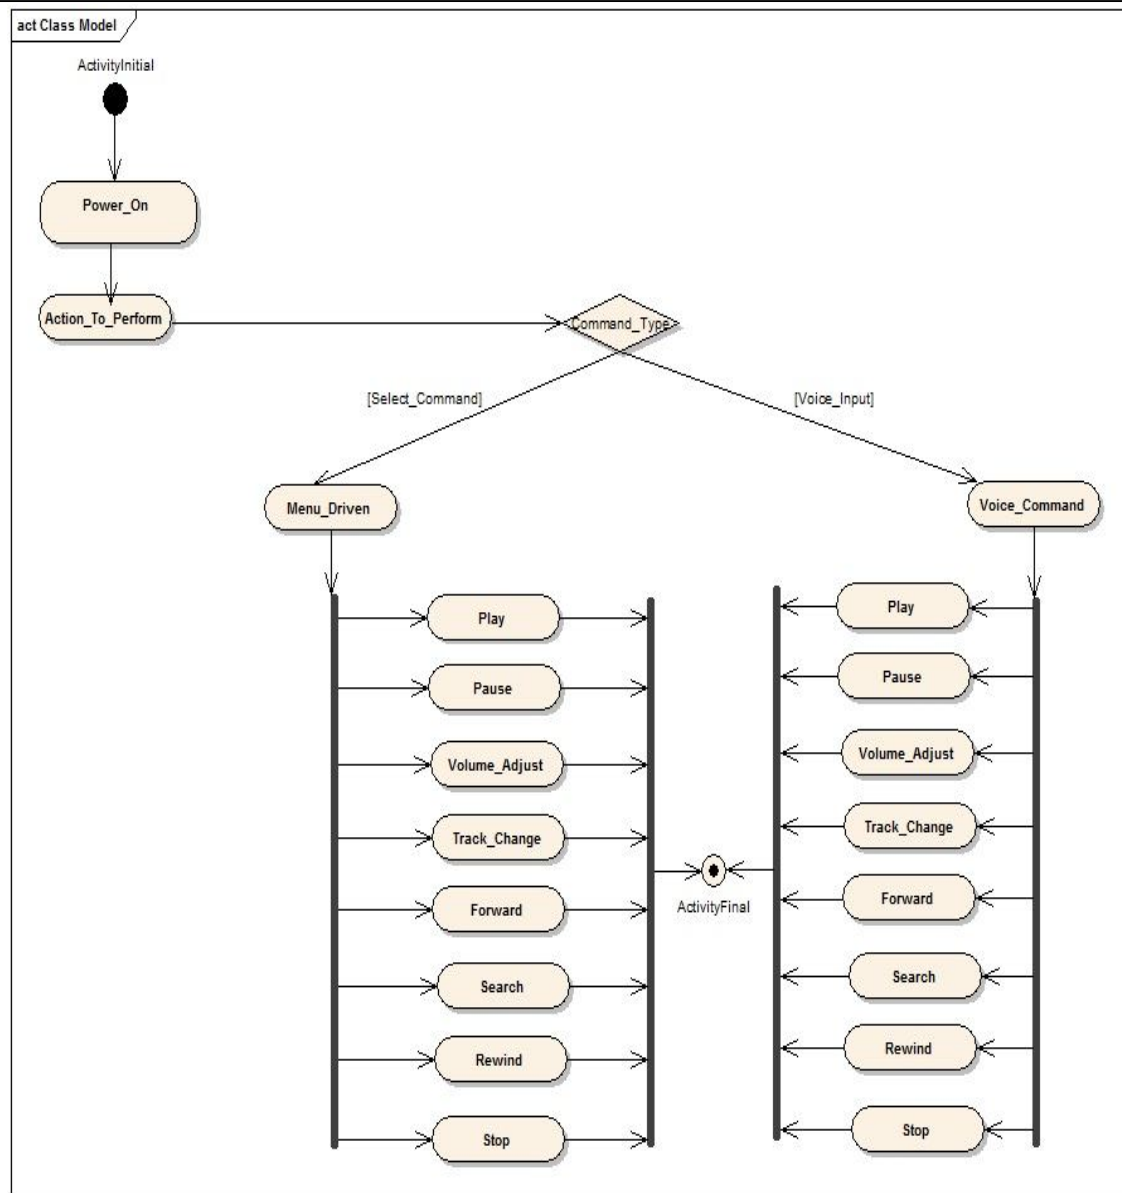 act Class Model
ActivityInitial
Power_On
Action_To_Perform
Command_Type
[Select_Command]
[Voice_Input]
Menu_Driven
Voice_Command
Play
Pause
Volume_Adjust
Track_Change
Forward
Search
Rewind
Stop
ActivityFinal
Play
Pause
Volume_Adjust
Track_Change
Forward
Search
Rewind
Stop